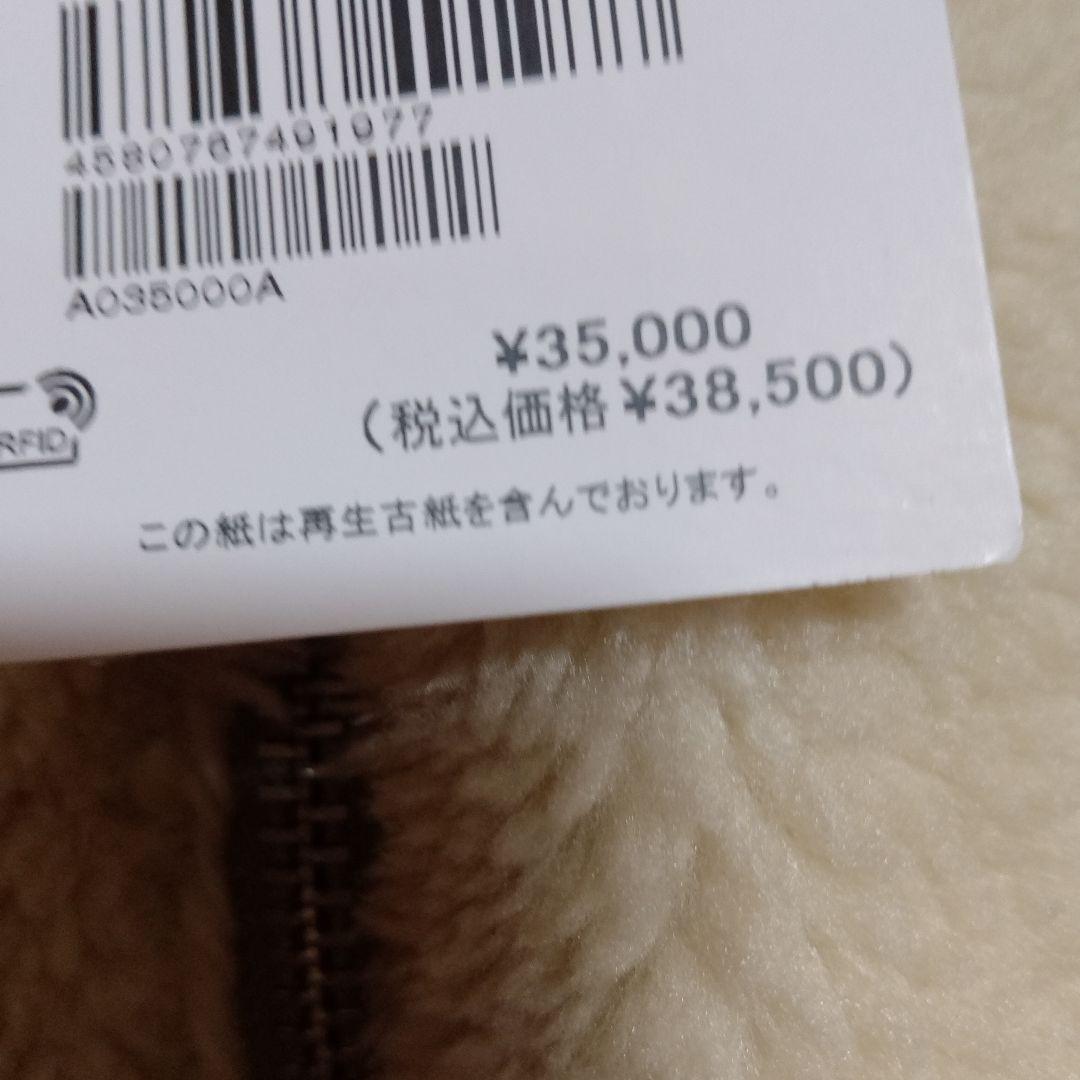 4580787491977
A035000A
¥35,000
(税込価格 ¥38,500)
RFID
この紙は再生古紙を含んでおります。